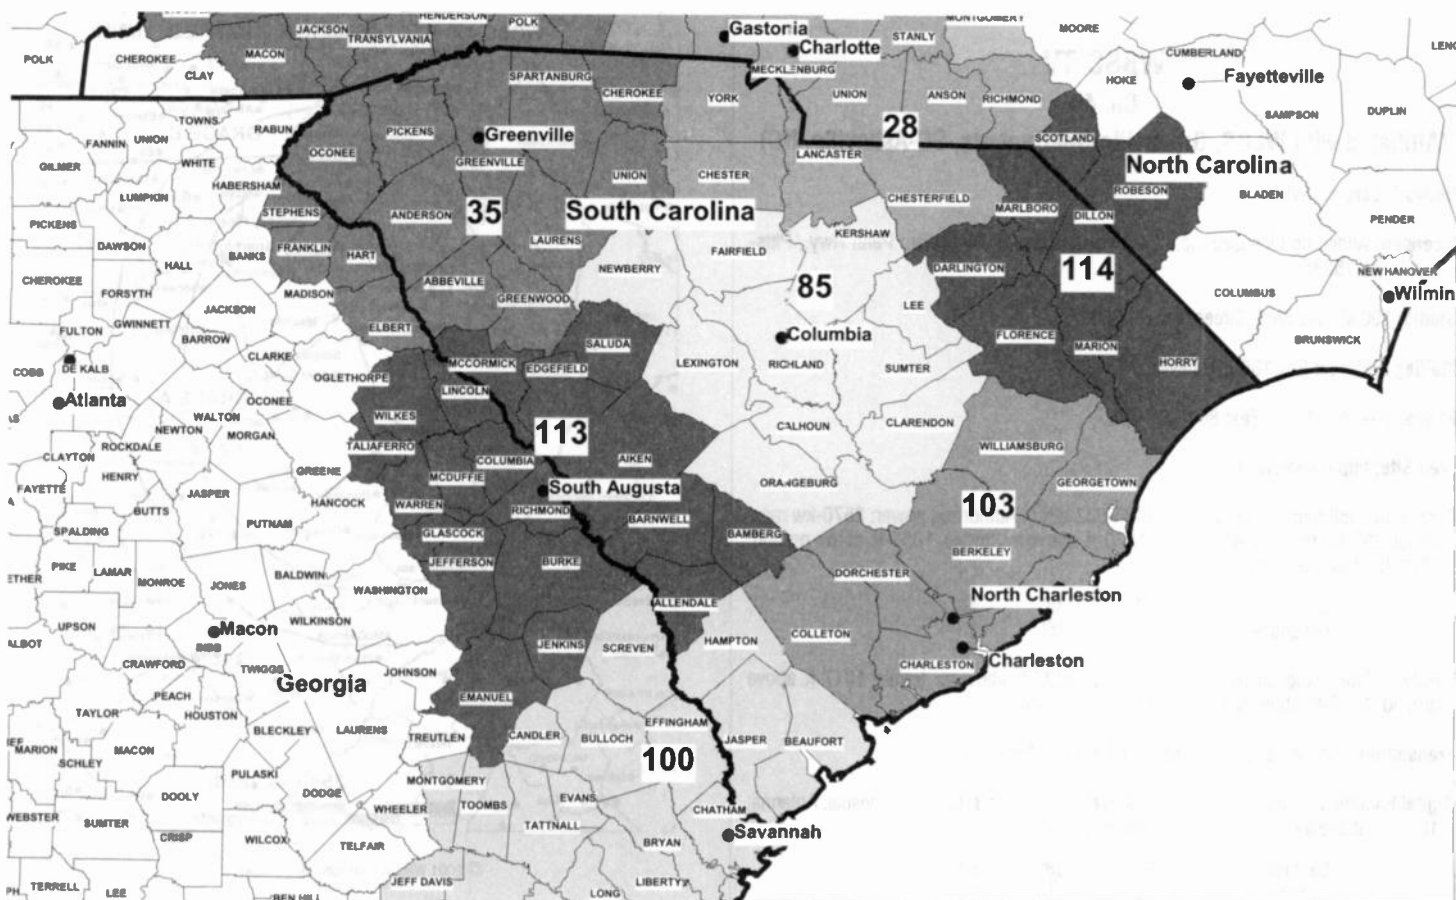 HENDERSON
POLK
Gastonia
STANLY
MONTGOMERY
MOORE
JACKSON
TRANSYLVANIA
Charlotte
CUMBERLAND
POLK
CHEROKEE
MACON
CLAY
MECKLENBURG
HOKE
Fayetteville
SPARTANBURG
CHEROKEE
YORK
UNION
ANSON
RICHMOND
SAMPSON
DUPLIN
TOWNS
RABUN
PICKENS
Greenville
28
SCOTLAND
FANNIN
UNION
OCONEE
GREENVILLE
LANCASTER
North Carolina
GILMER
WHITE
UNION
CHESTER
ROBESON
BLADEN
HABERSHAM
LUMPKIN
STEPHENS
ANDERSON
35
South Carolina
CHESTERFIELD
MARLBORO
DILLON
PENDER
PICKENS
DAWSON
BANKS
FRANKLIN
HART
LAURENS
FAIRFIELD
KERSHAW
HALL
NEWBERRY
DARLINGTON
114
NEW HANOVER
CHEROKEE
FORSYTH
MADISON
ABBEVILLE
GREENWOOD
85
LEE
COLUMBUS
Wilmin
JACKSON
FULTON
GWINNETT
ELBERT
Columbia
FLORENCE
MARION
BRUNSWICK
BARROW
CLARKE
MCCORMICK
SALUDA
LEXINGTON
RICHLAND
SUMTER
HORRY
COBB
DE KALB
OGLETHORPE
EDGEFIELD
LINCOLN
Atlanta
OCONEE
WALTON
WILKES
NEWTON
MORGAN
113
CALHOUN
CLARENDON
ROCKDALE
TALIAFERRO
COLUMBIA
AIKEN
WILLIAMSBURG
CLAYTON
HENRY
GREENE
MCDUFFIE
ORANGEBURG
GEORGETOWN
FAYETTE
JASPER
HANCOCK
WARREN
South Augusta
RICHMOND
BARNWELL
103
BUTTS
PUTNAM
SPALDING
GLASCOCK
BAMBERG
BERKELEY
PIKE
LAMAR
MONROE
JONES
BALDWIN
JEFFERSON
BURKE
DORCHESTER
WASHINGTON
ALLENDALE
North Charleston
UPSON
Macon
WILKINSON
COLLETON
BIBB
JENKINS
SCREVEN
HAMPTON
CHARLESTON
Charleston
CRAWFORD
TWIGGS
JOHNSON
Georgia
PEACH
EMANUEL
TAYLOR
HOUSTON
EFFINGHAM
BLECKLEY
LAURENS
TREUTLEN
CANDLER
BULLOCH
JASPER
BEAUFORT
MARION
MACON
SCHLEY
100
PULASKI
MONTGOMERY
DOOLY
DODGE
TOOMBS
EVANS
CHATHAM
WHEELER
WEBSTER
SUMTER
CRISP
TATTNALL
Savannah
WILCOX
TELFAIR
BRYAN
TERRELL
LEE
BEN HILL
JEFF DAVIS
LONG
LIBERTY